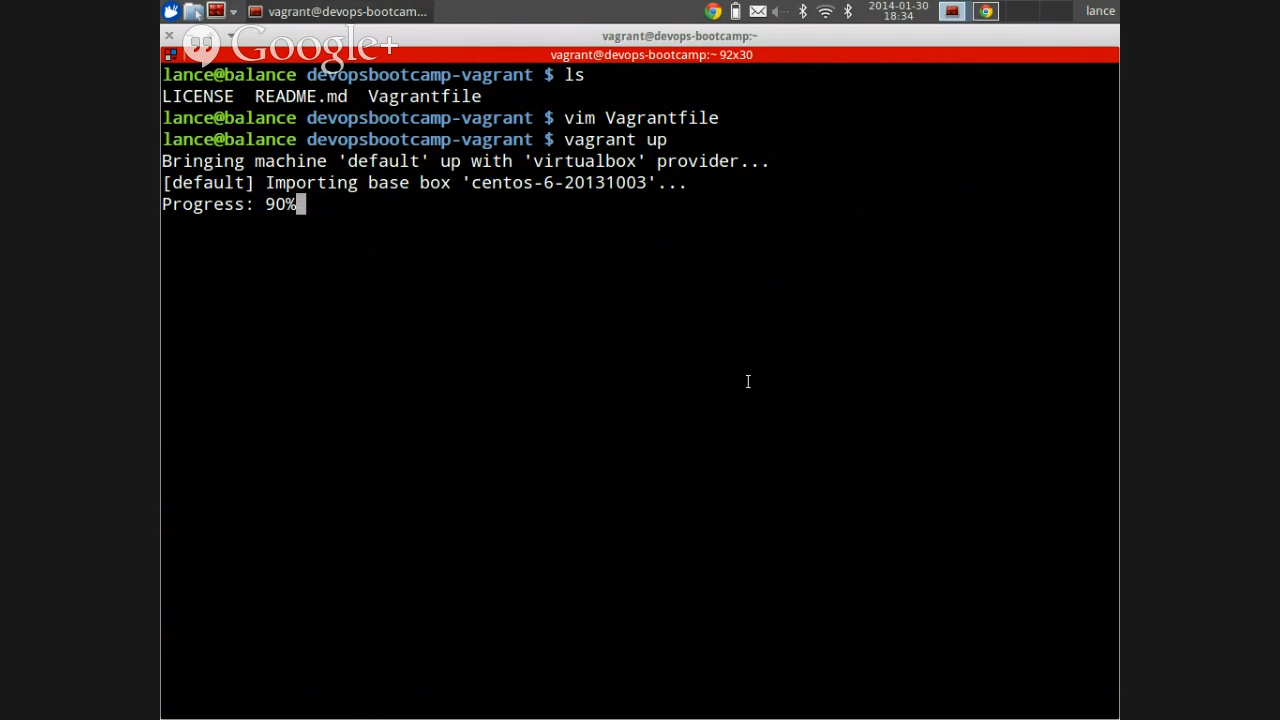 vagrant@devops-bootcam...
2014-01-30
18:34
lance
vagrant@devops-bootcamp:~
Google+
vagrant@devops-bootcamp:~ 92x30
lance@balance devopsbootcamp-vagrant $ ls
LICENSE  README.md  Vagrantfile
lance@balance devopsbootcamp-vagrant $ vim Vagrantfile
lance@balance devopsbootcamp-vagrant $ vagrant up
Bringing machine 'default' up with 'virtualbox' provider...
[default] Importing base box 'centos-6-20131003'...
Progress: 90%